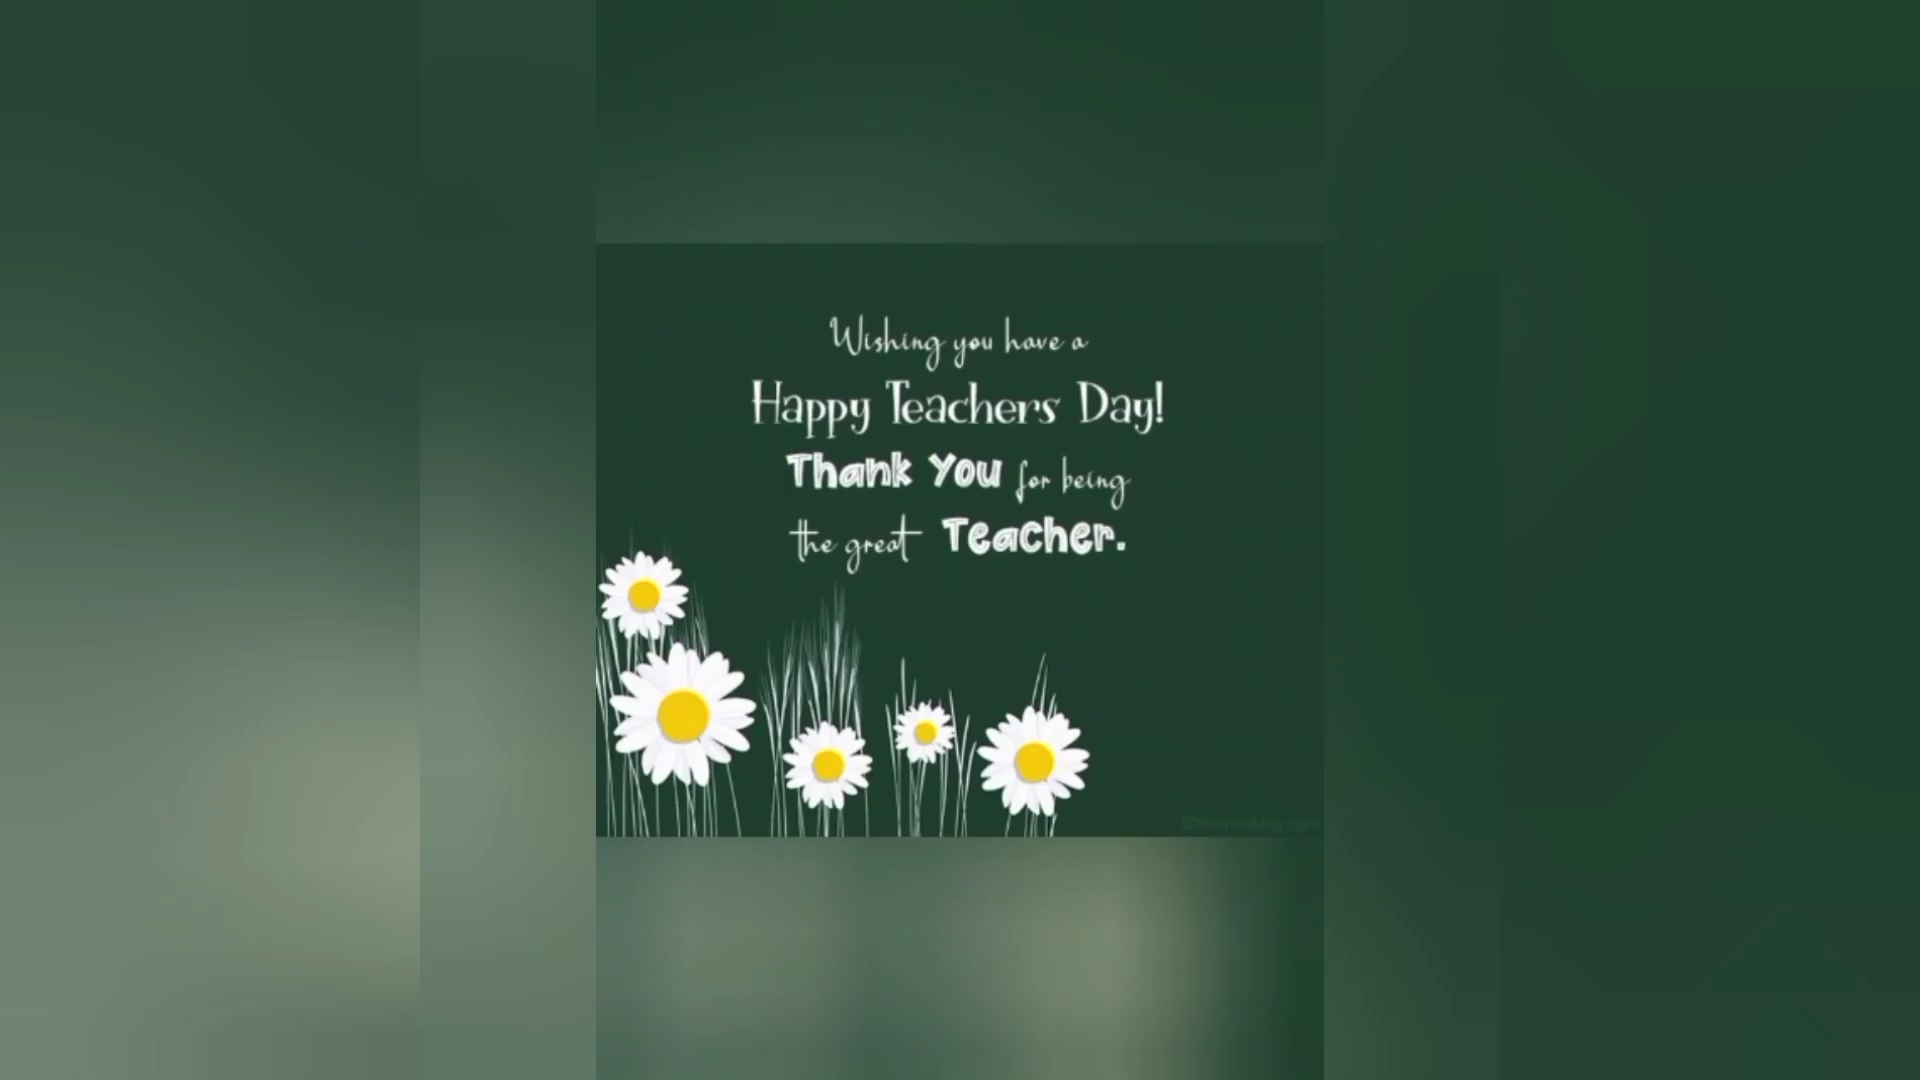 Wishing you have a
Happy Teachers Day!
Thank You for being
the great Teacher.